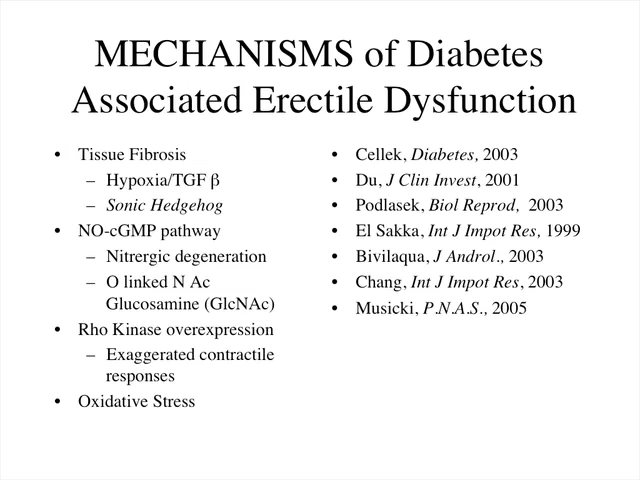 MECHANISMS of Diabetes
Associated Erectile Dysfunction
• Tissue Fibrosis
– Hypoxia/TGF β
– Sonic Hedgehog
• NO-cGMP pathway
– Nitrergic degeneration
– O linked N Ac
Glucosamine (GlcNAc)
• Rho Kinase overexpression
– Exaggerated contractile
responses
• Oxidative Stress
• Cellek, Diabetes, 2003
• Du, J Clin Invest, 2001
• Podlasek, Biol Reprod, 2003
• El Sakka, Int J Impot Res, 1999
• Bivilaqua, J Androl., 2003
• Chang, Int J Impot Res, 2003
• Musicki, P.N.A.S., 2005